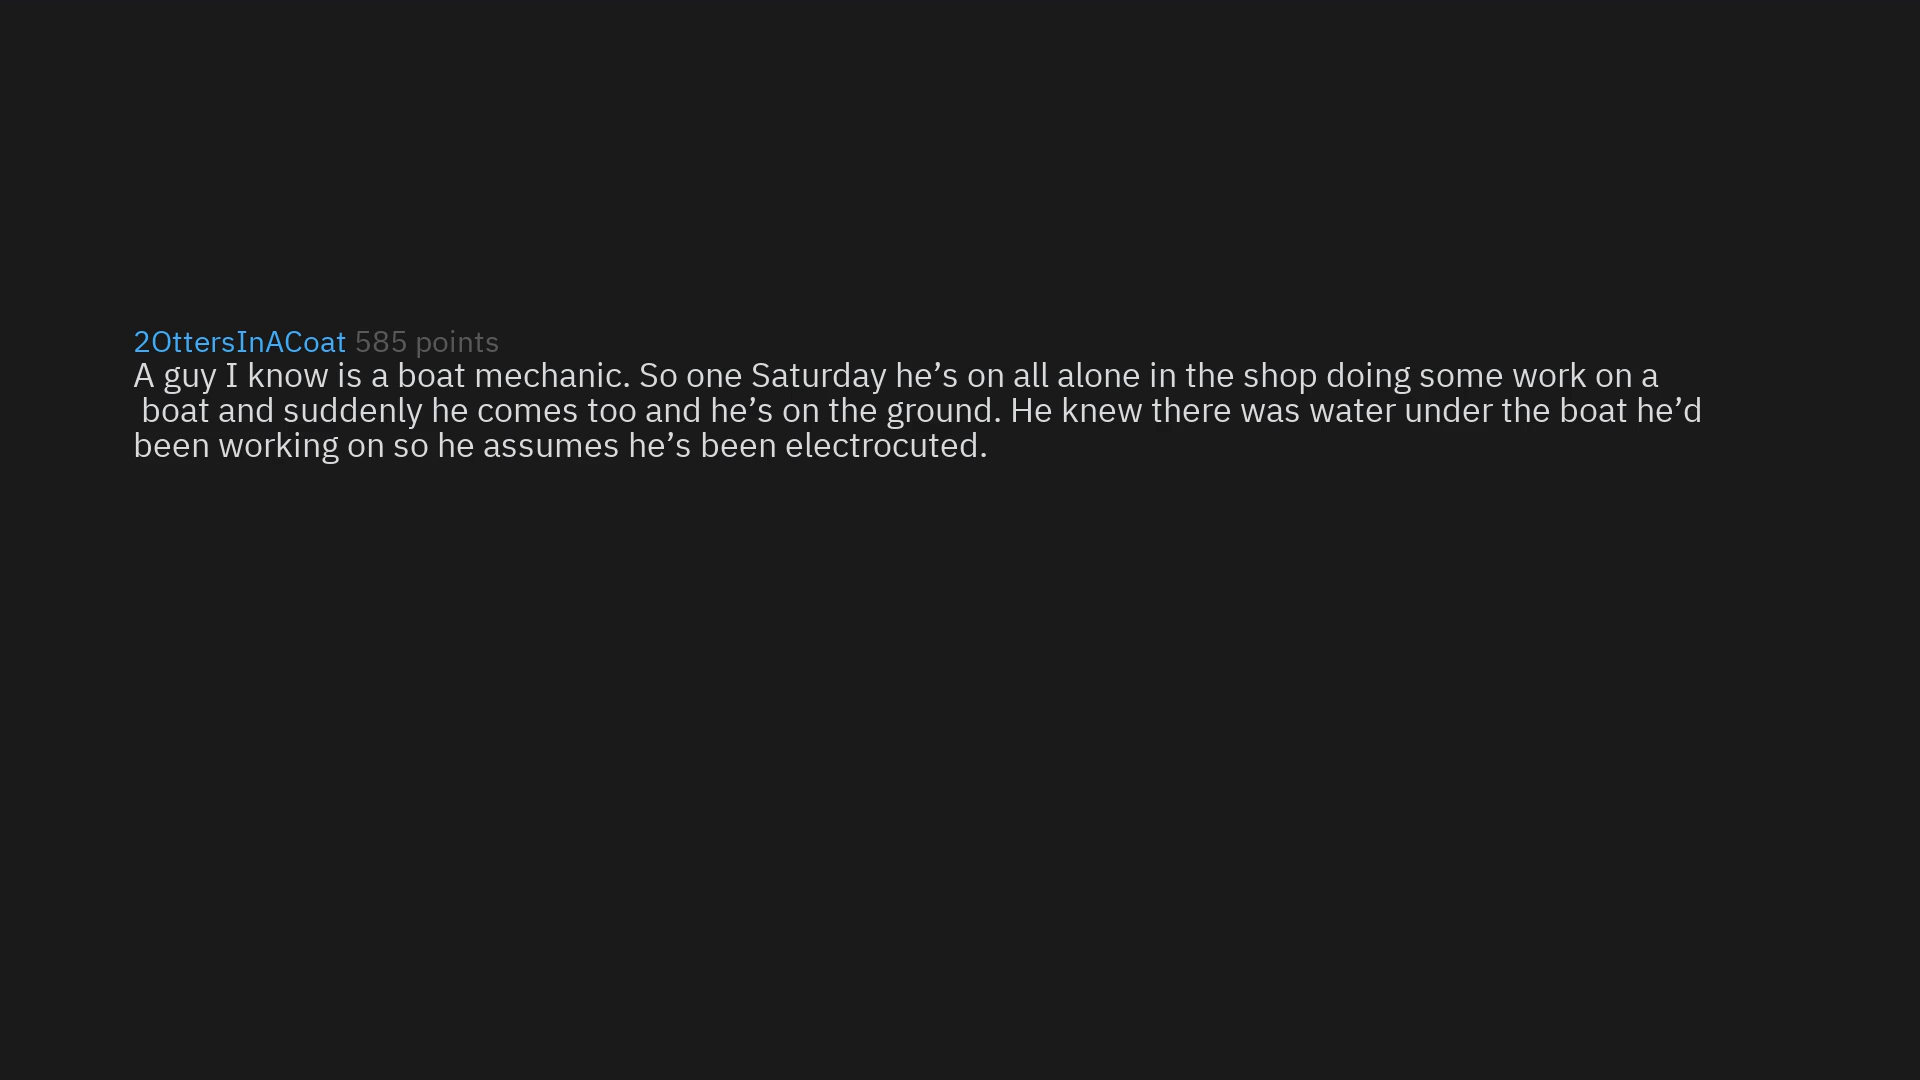 2OttersInACoat 585 points
A guy I know is a boat mechanic. So one Saturday he’s on all alone in the shop doing some work on a
boat and suddenly he comes too and he’s on the ground. He knew there was water under the boat he’d
been working on so he assumes he’s been electrocuted.